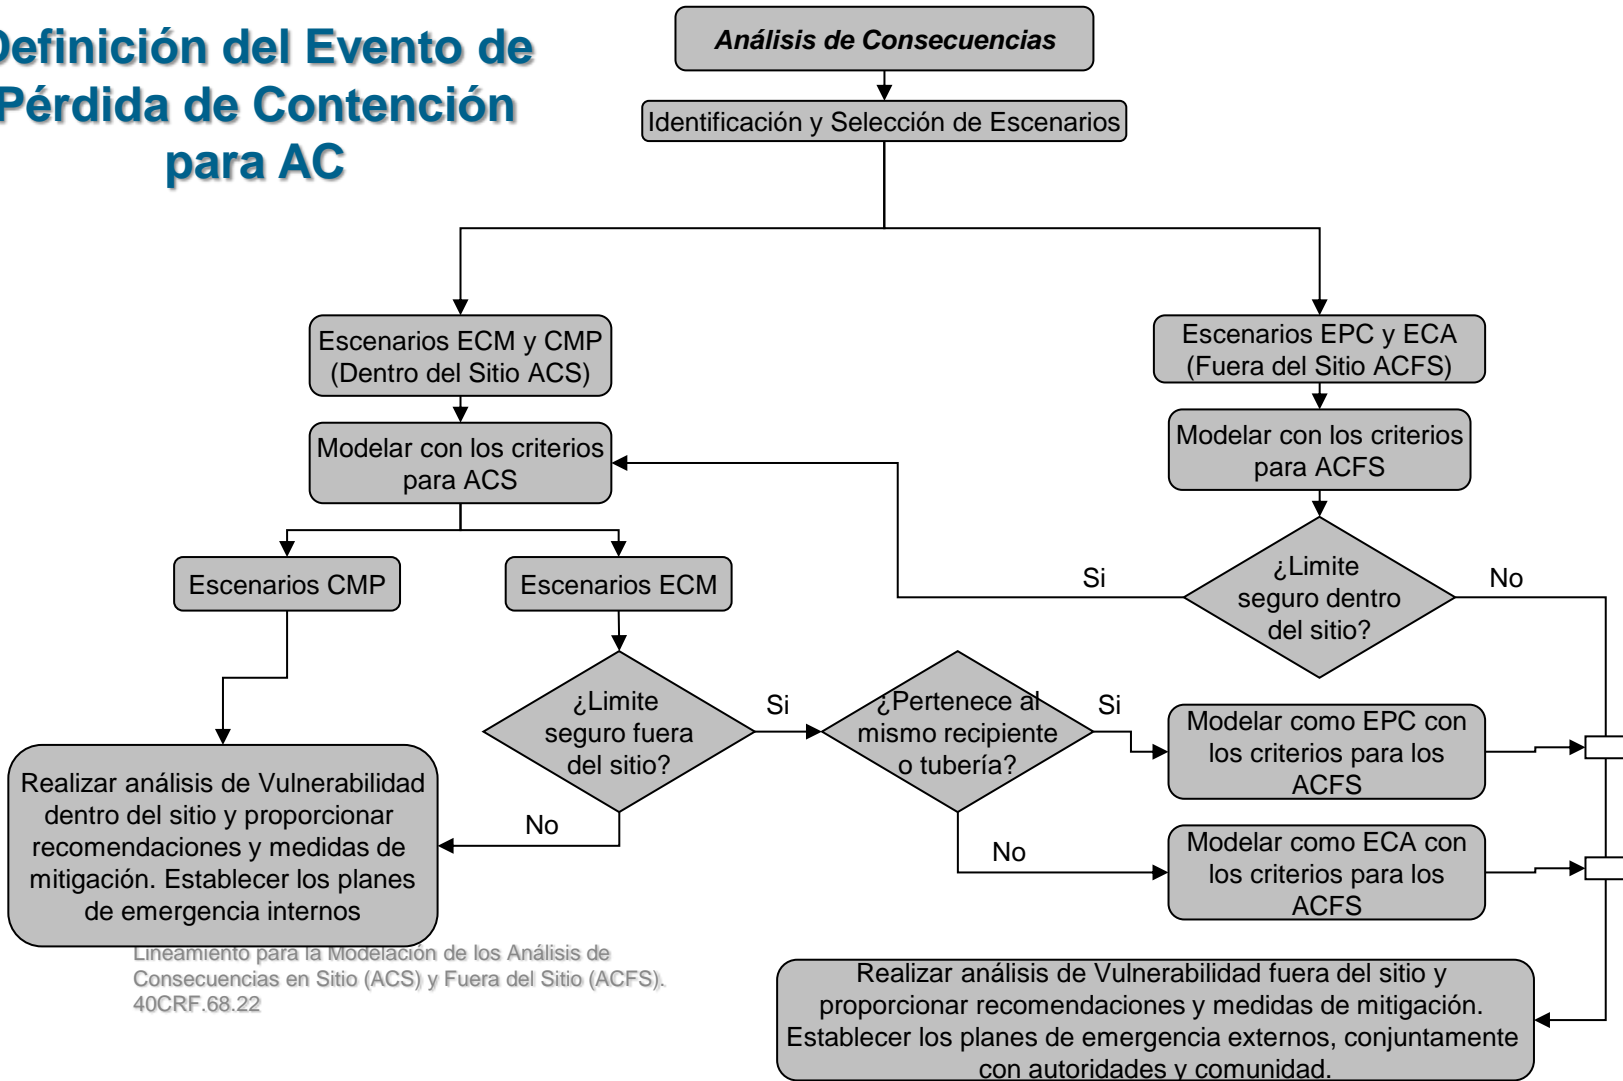 Definición del Evento de
Pérdida de Contención
para AC
Análisis de Consecuencias
Identificación y Selección de Escenarios
Escenarios ECM y CMP
(Dentro del Sitio ACS)
Escenarios EPC y ECA
(Fuera del Sitio ACFS)
Modelar con los criterios
para ACS
Modelar con los criterios
para ACFS
Escenarios CMP
Escenarios ECM
Si
¿Limite
seguro dentro
del sitio?
No
¿Limite
seguro fuera
del sitio?
Si
¿Pertenece al
mismo recipiente
o tubería?
Si
Modelar como EPC con
los criterios para los
ACFS
No
No
Modelar como ECA con
los criterios para los
ACFS
Realizar análisis de Vulnerabilidad
dentro del sitio y proporcionar
recomendaciones y medidas de
mitigación. Establecer los planes
de emergencia internos
Lineamiento para la Modelación de los Análisis de
Consecuencias en Sitio (ACS) y Fuera del Sitio (ACFS).
40CRF.68.22
Realizar análisis de Vulnerabilidad fuera del sitio y
proporcionar recomendaciones y medidas de mitigación.
Establecer los planes de emergencia externos, conjuntamente
con autoridades y comunidad.